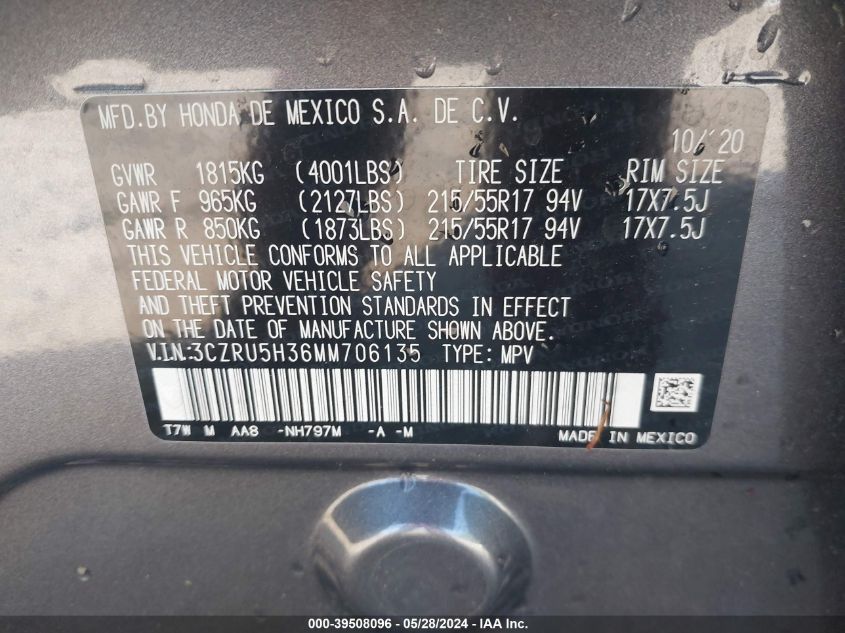 MFD.BY HONDA DE MEXICO S.A. DE C.V.
10/'20
GVWR 1815KG (4001LBS) TIRE SIZE RIM SIZE
GAWR F 965KG (2127LBS) 215/55R17 94V 17X7.5J
GAWR R 850KG (1873LBS) 215/55R17 94V 17X7.5J
THIS VEHICLE CONFORMS TO ALL APPLICABLE
FEDERAL MOTOR VEHICLE SAFETY
AND THEFT PREVENTION STANDARDS IN EFFECT
ON THE DATE OF MANUFACTURE SHOWN ABOVE.
V.I.N.:3CZRU5H36MM706135 TYPE: MPV
T7W M AA8 -NH797M -A -M
MADE IN MEXICO
000-39508096 - 05/28/2024 - IAA Inc.